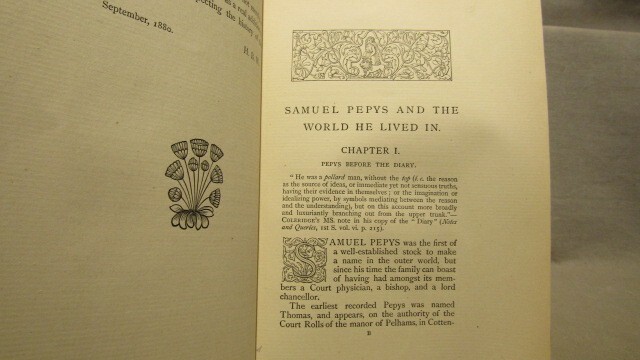 as a real addi
pecting the history of
September, 1880.
H. B. W.
SAMUEL PEPYS AND THE
WORLD HE LIVED IN.
CHAPTER I.
PEPYS BEFORE THE DIARY.
“He was a pollard man, without the top (i.e. the reason
as the source of ideas, or immediate yet not sensuous truths,
having their evidence in themselves; or the imagination or
idealizing power, by symbols mediating between the reason
and the understanding), but on this account more broadly
and luxuriantly branching out from the upper trunk.”—
COLERIDGE'S MS. note in his copy of the “Diary” (Notes
and Queries, 1st S. vol. vi. p. 215).
SAMUEL PEPYS was the first of
a well-established stock to make
a name in the outer world, but
since his time the family can boast
of having had amongst its mem-
bers a Court physician, a bishop, and a lord
chancellor.
The earliest recorded Pepys was named
Thomas, and appears, on the authority of the
Court Rolls of the manor of Pelhams, in Cotten-
B